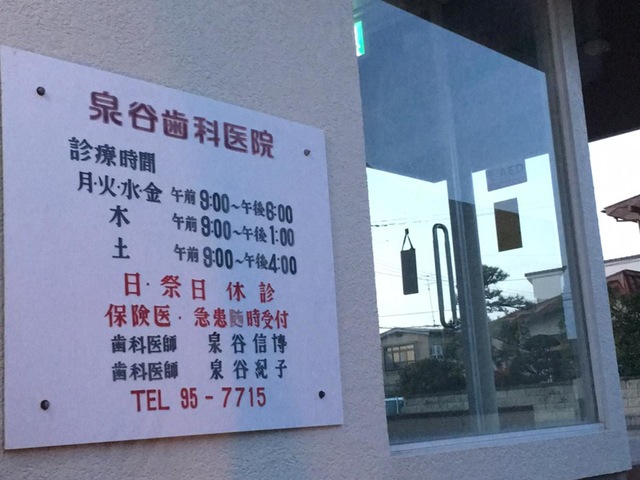 泉谷歯科医院
診療時間
月・火・水・金 午前9:00～午後6:00
木 午前9:00～午後1:00
土 午前9:00～午後4:00
日・祭日 休診
保険医・急患随時受付
歯科医師 泉谷信博
歯科医師 泉谷紀子
TEL 95-7715